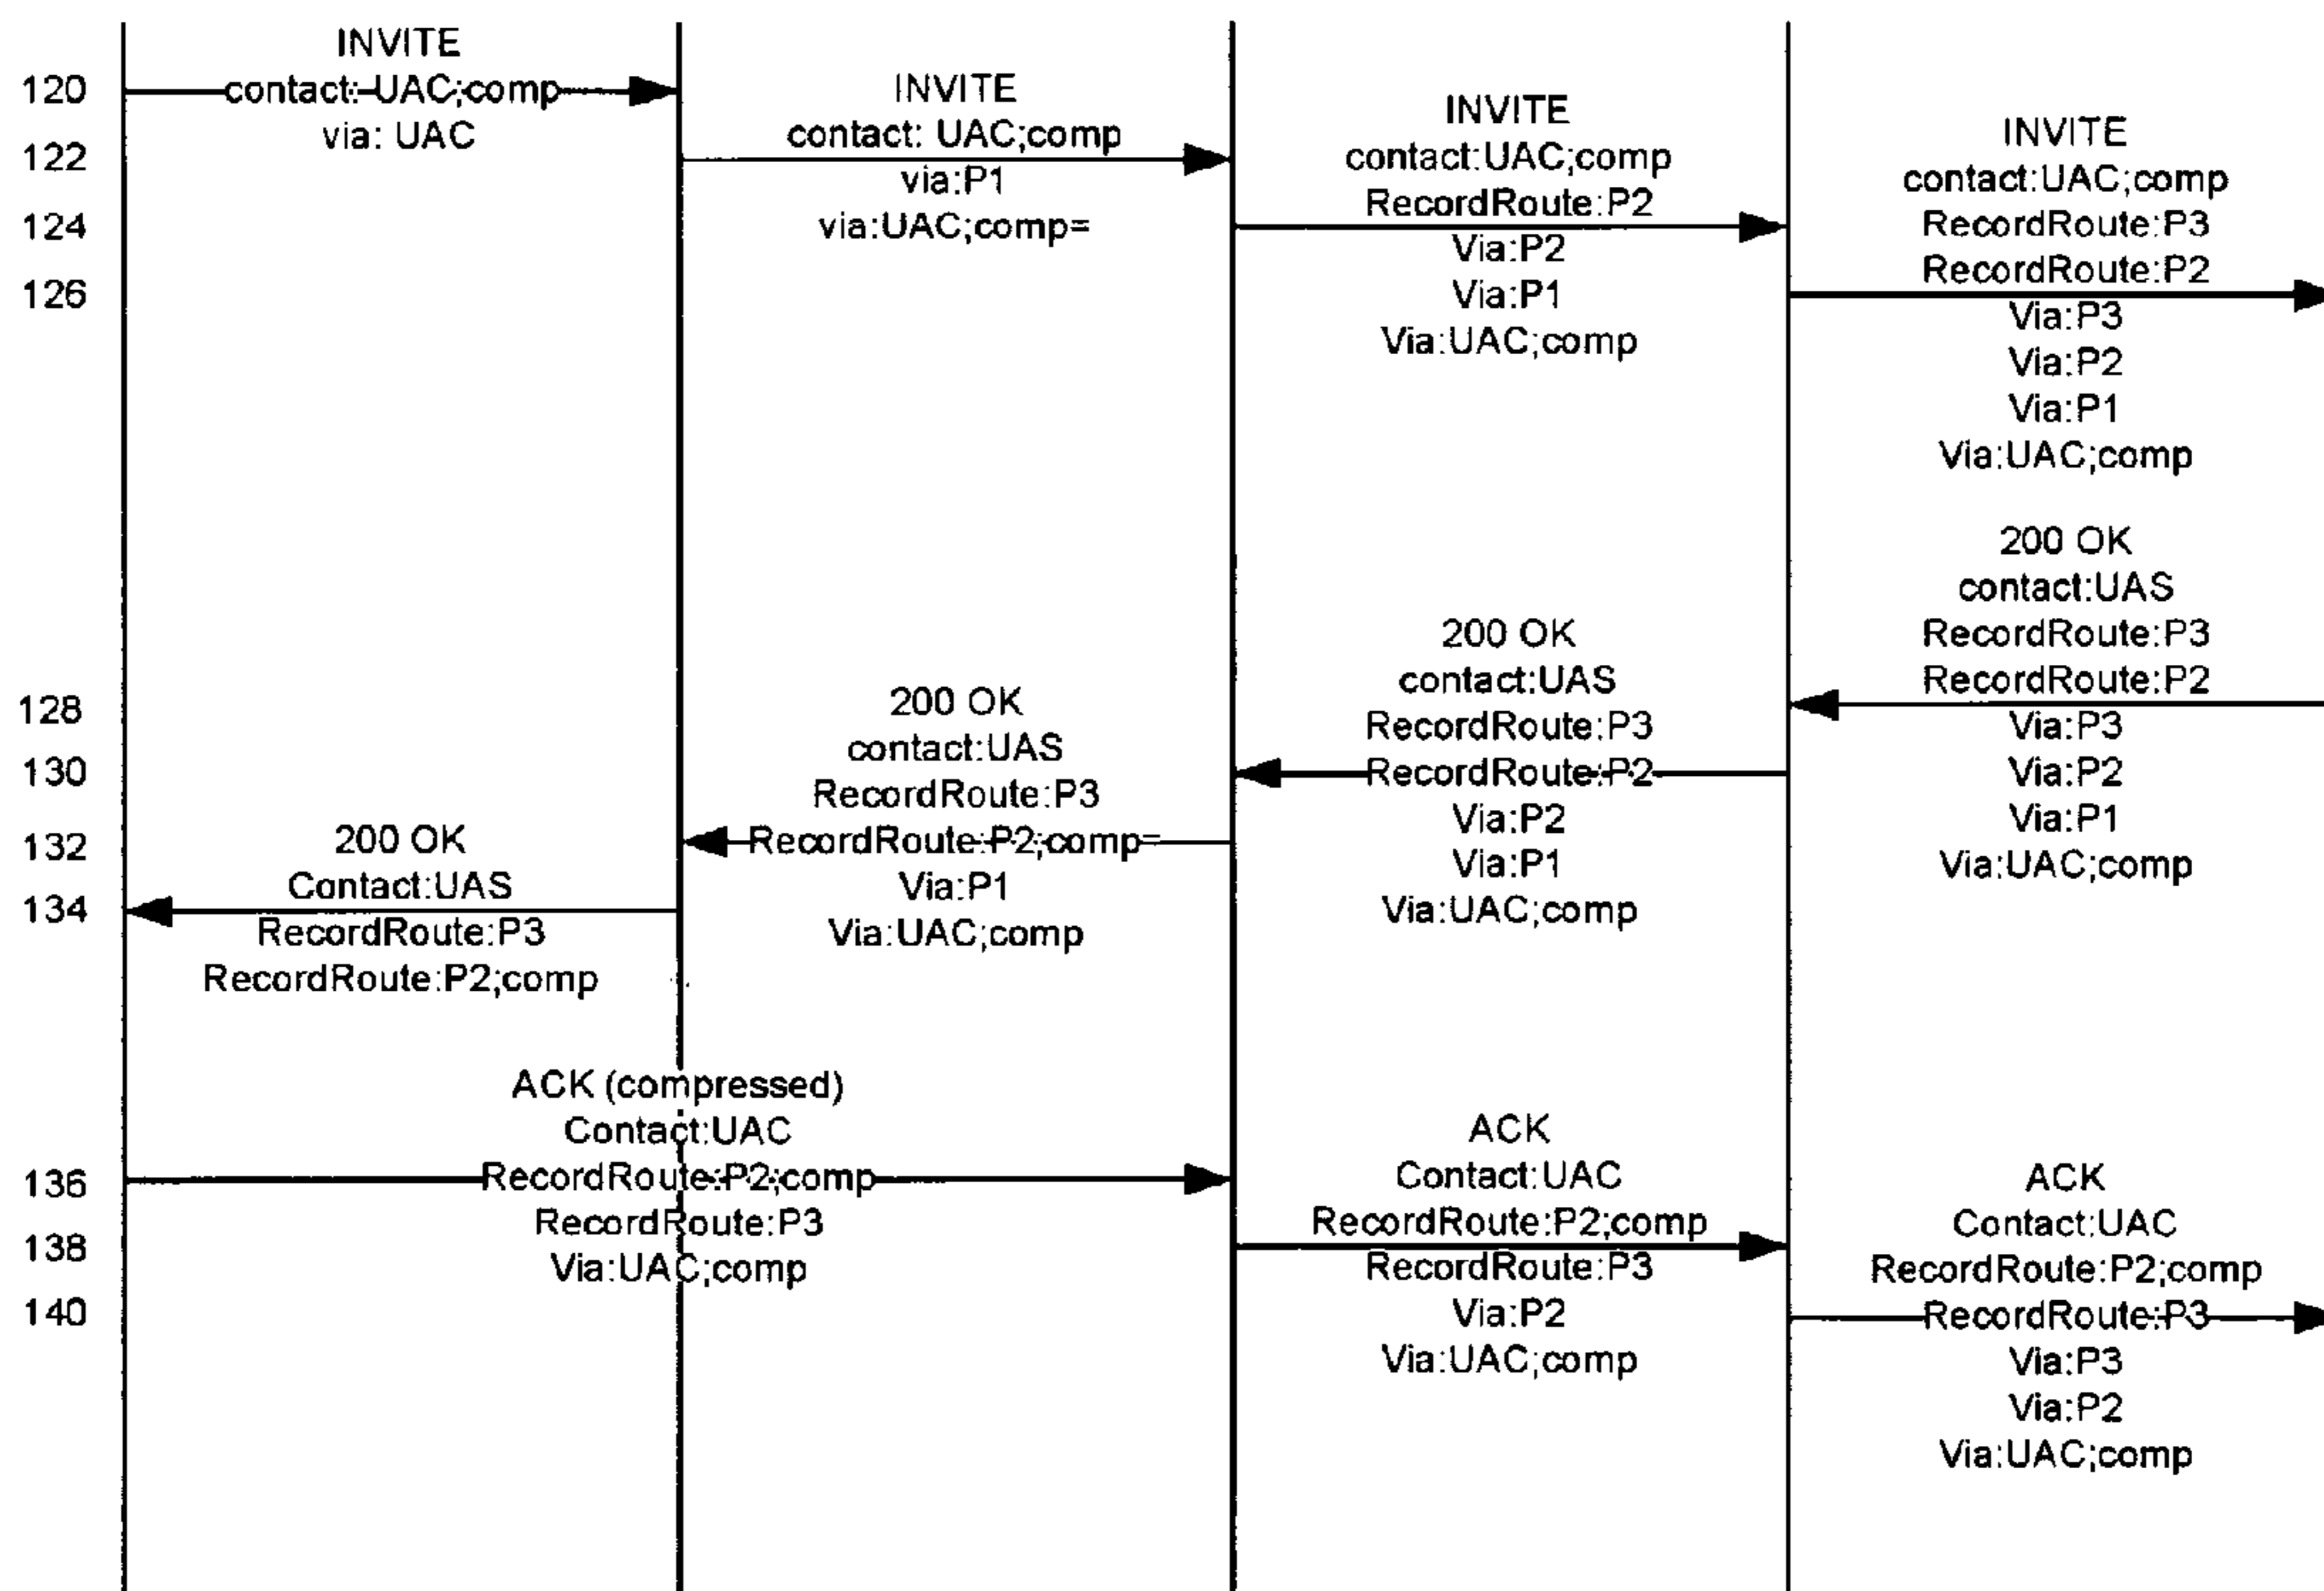 120
INVITE
contact: UAC;comp
via: UAC
122
INVITE
contact: UAC;comp
via:P1
via:UAC;comp=
124
INVITE
contact:UAC;comp
RecordRoute:P2
Via:P2
Via:P1
Via:UAC;comp
126
INVITE
contact:UAC;comp
RecordRoute:P3
RecordRoute:P2
Via:P3
Via:P2
Via:P1
Via:UAC;comp
128
200 OK
contact:UAS
RecordRoute:P3
RecordRoute:P2
Via:P3
Via:P2
Via:P1
Via:UAC;comp
130
200 OK
contact:UAS
RecordRoute:P3
RecordRoute:P2
Via:P2
Via:P1
Via:UAC;comp
132
200 OK
contact:UAS
RecordRoute:P3
RecordRoute:P2;comp=
Via:P1
Via:UAC;comp
134
200 OK
Contact:UAS
RecordRoute:P3
RecordRoute:P2;comp
136
ACK (compressed)
Contact:UAC
RecordRoute:P2;comp
RecordRoute:P3
Via:UAC;comp
138
ACK
Contact:UAC
RecordRoute:P2;comp
RecordRoute:P3
Via:P2
Via:UAC;comp
140
ACK
Contact:UAC
RecordRoute:P2;comp
RecordRoute:P3
Via:P3
Via:P2
Via:UAC;comp